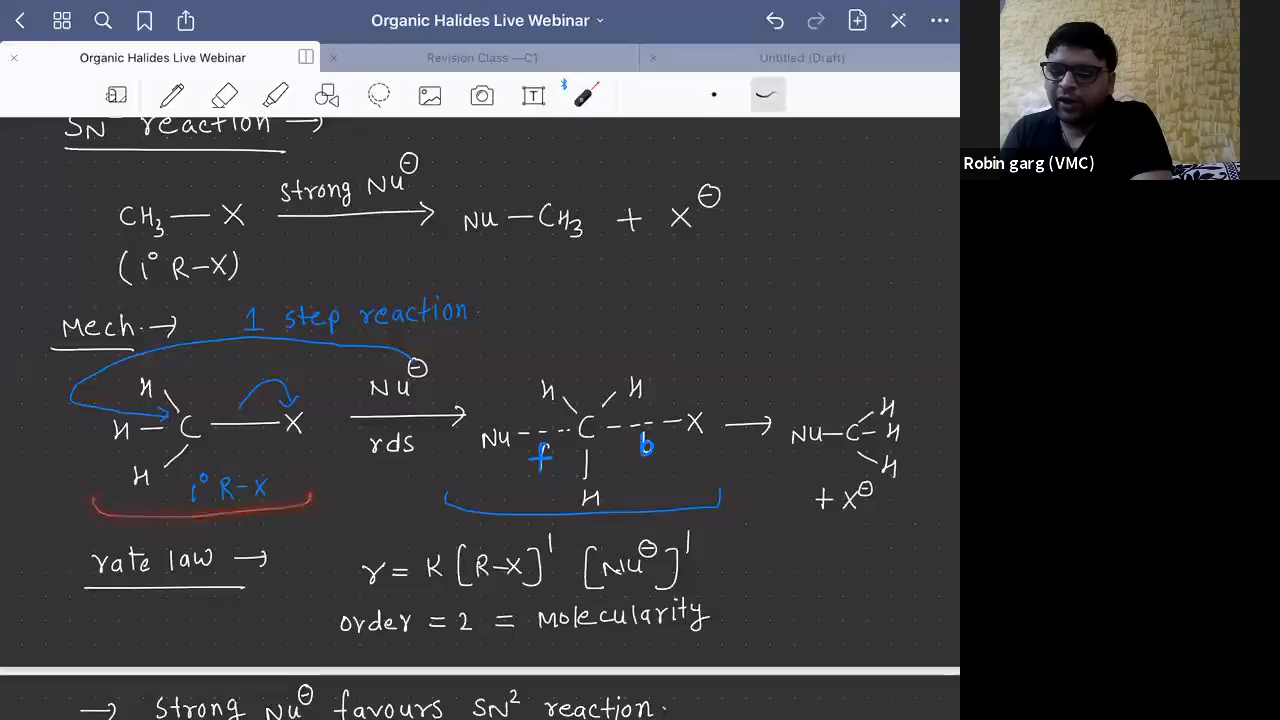 Organic Halides Live Webinar
Organic Halides Live Webinar
Revision Class —C1
Untitled (Draft)
T
Robin garg (VMC)
SN² reaction →
CH₃ — X strong Nu⊖ → Nu — CH₃ + X⊖
(1° R–X)
Mech. → 1 step reaction.
H
H — C — X
H
1° R–X
Nu⊖
rds
H H
Nu --- C --- X →
f b
H
Nu — C – H
H
H
+ X⊖
rate law → r = K [R–X]¹ [Nu⊖]¹
order = 2 = Molecularity
→ strong Nu⊖ favours SN² reaction.